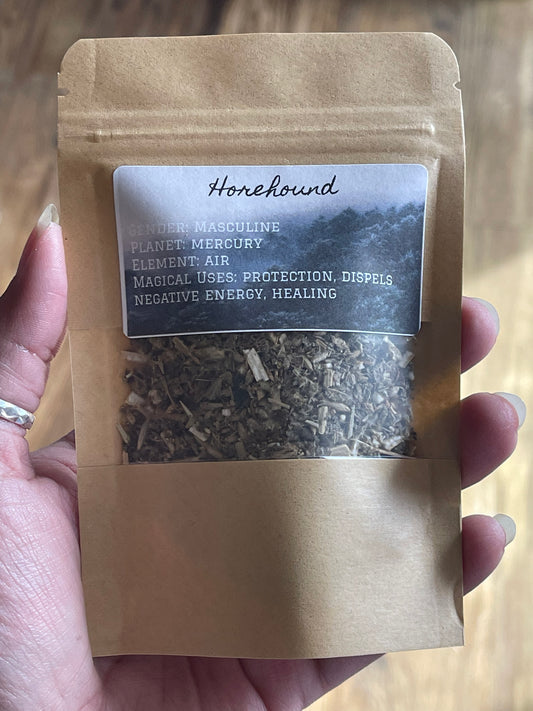 Horehound
Gender: Masculine
Planet: mercury
Element: air
Magical Uses: protection, dispels
negative energy, healing